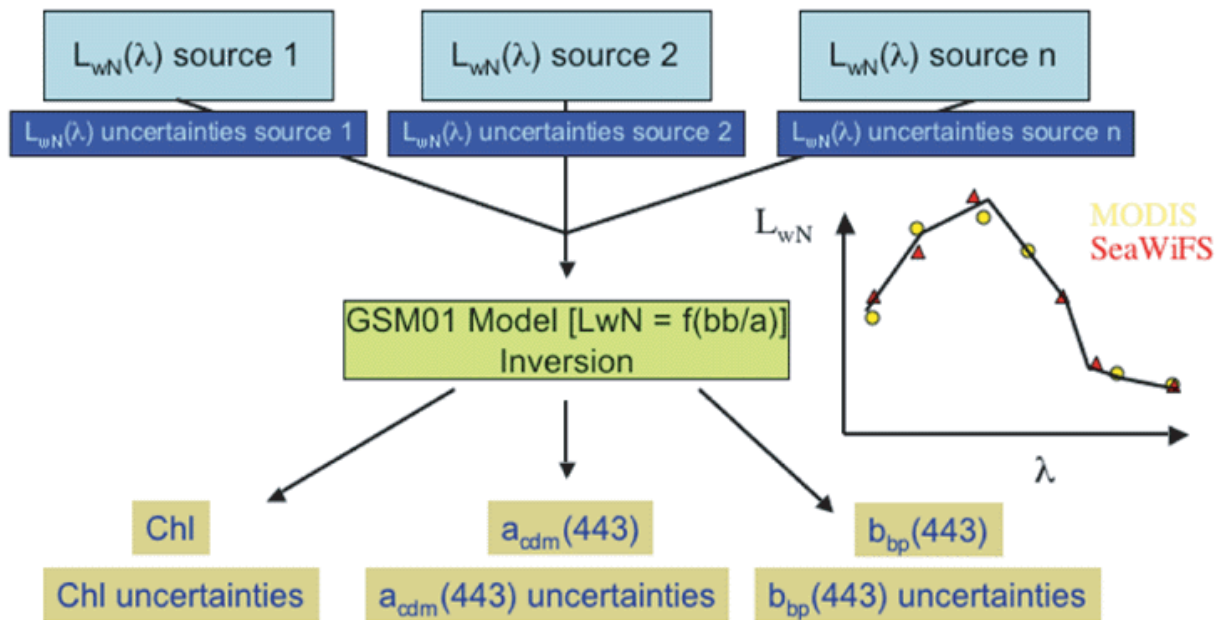 LwN(λ) source 1
LwN(λ) source 2
LwN(λ) source n
LwN(λ) uncertainties source 1
LwN(λ) uncertainties source 2
LwN(λ) uncertainties source n
LwN
MODIS
SeaWiFS
GSM01 Model [LwN = f(bb/a)]
Inversion
λ
Chl
acdm(443)
bbp(443)
Chl uncertainties
acdm(443) uncertainties
bbp(443) uncertainties